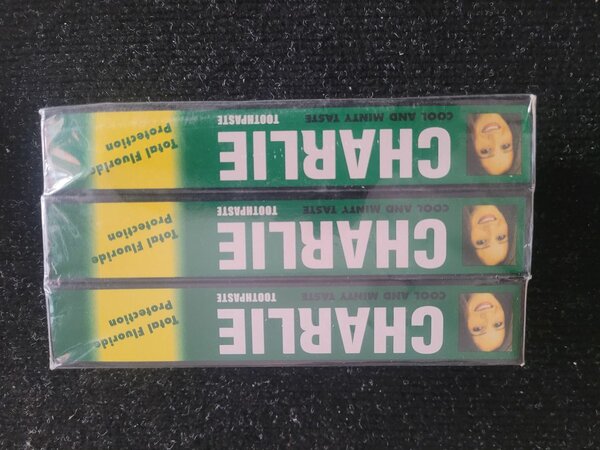 COOL AND MINTY TASTE
CHARLIE
TOOTHPASTE
Total Fluoride
Protection
COOL AND MINTY TASTE
CHARLIE
TOOTHPASTE
Total Fluoride
Protection
COOL AND MINTY TASTE
CHARLIE
TOOTHPASTE
Total Fluoride
Protection